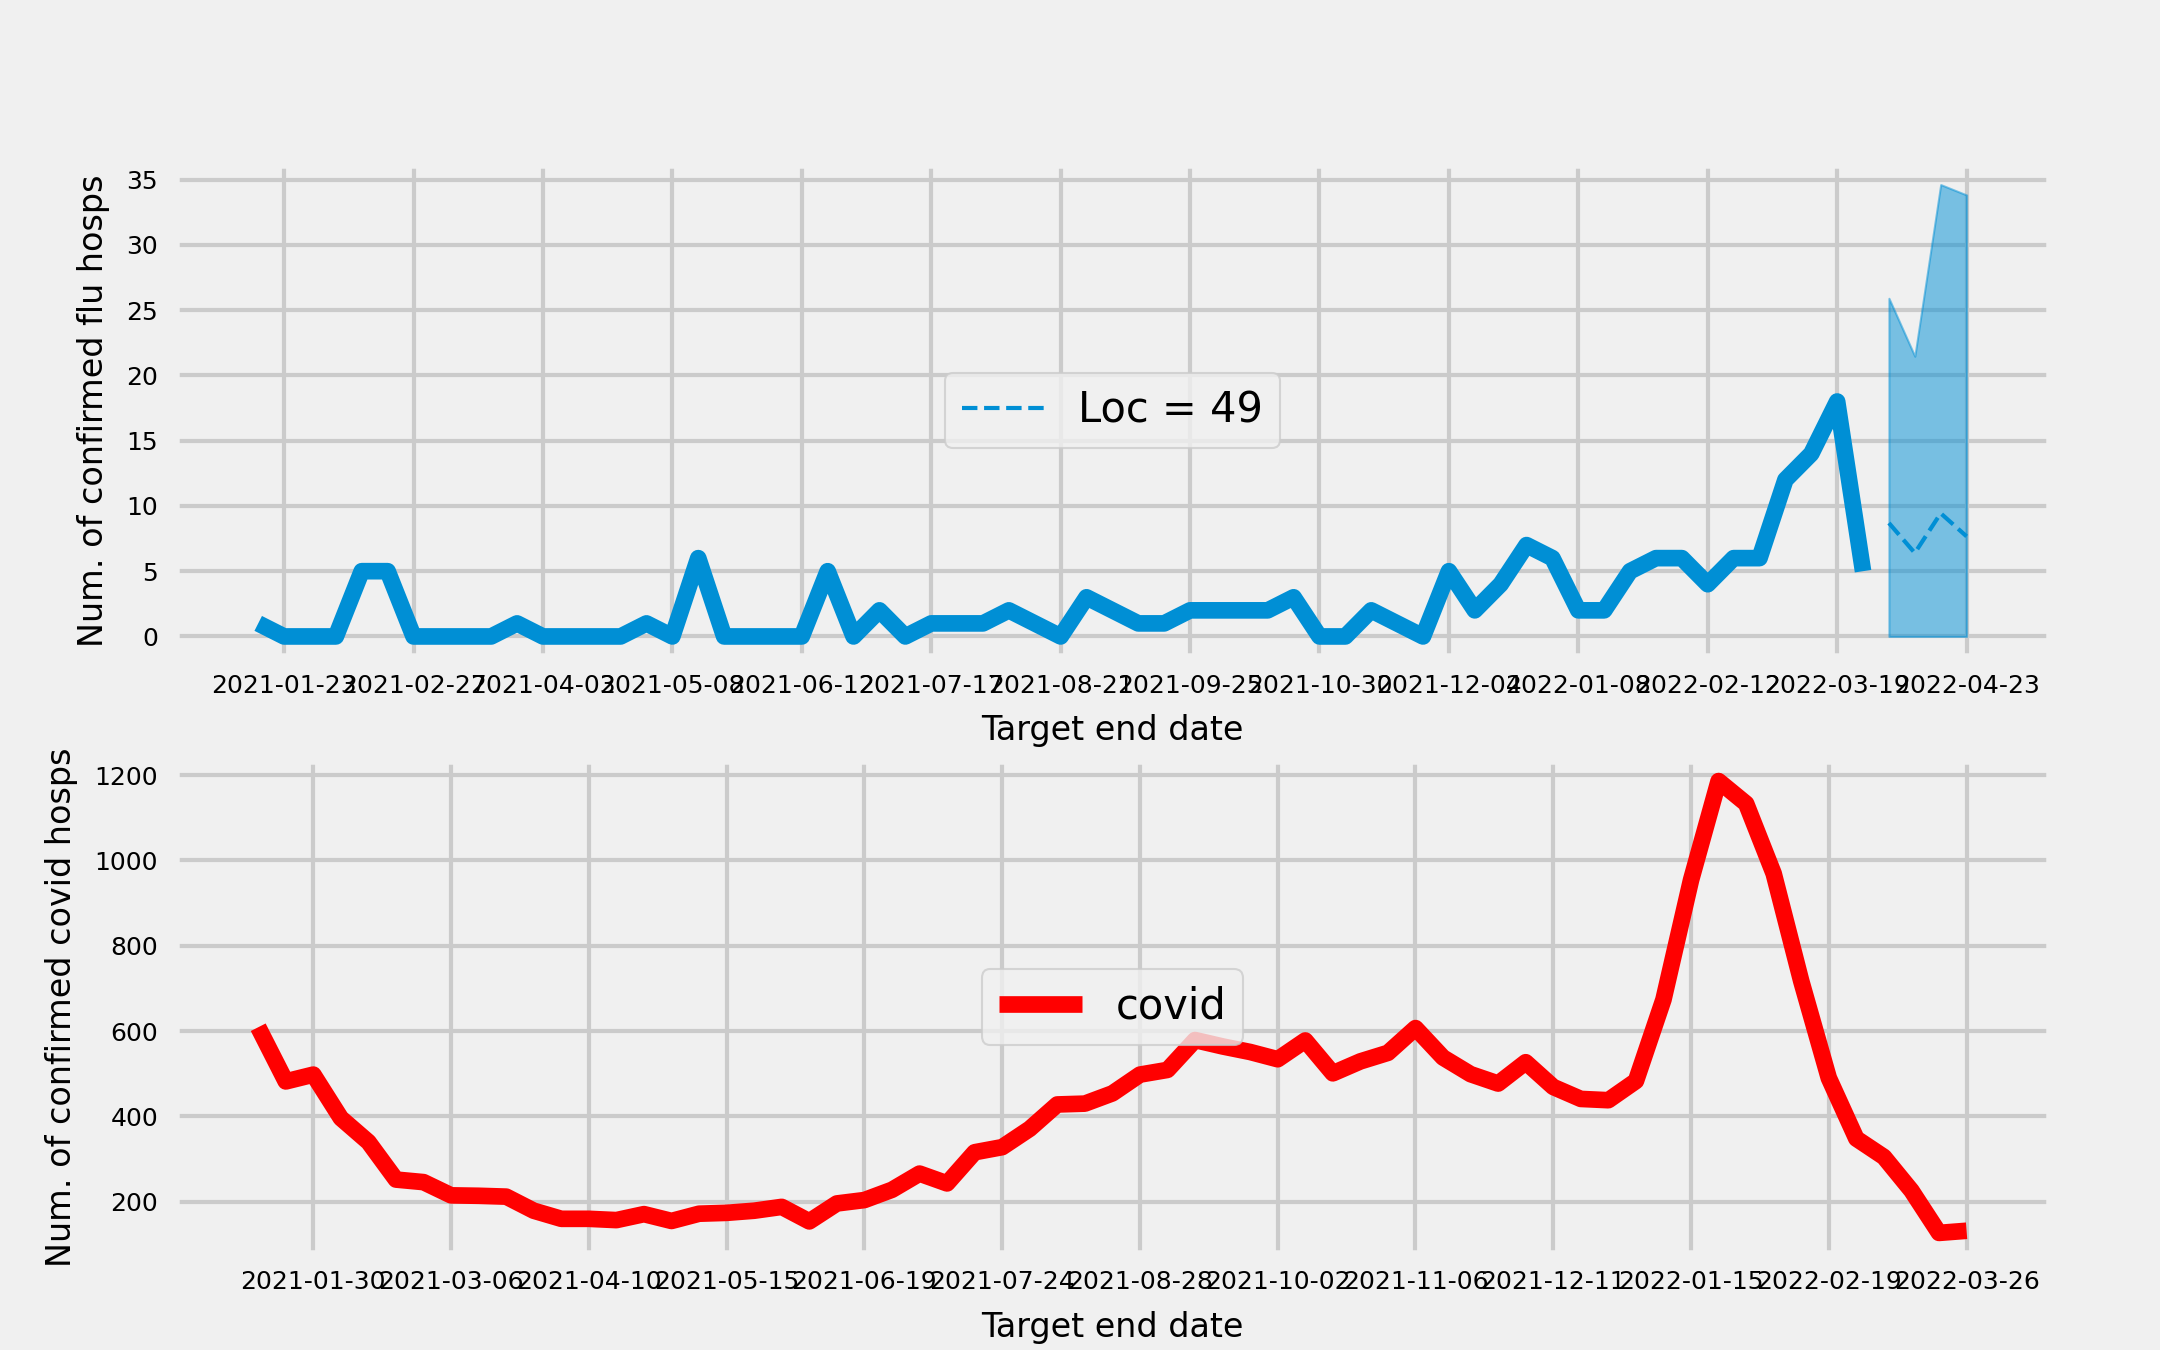 Num. of confirmed flu hosps
35
30
25
20
15
10
5
0
Loc = 49
2021-01-23 2021-02-27 2021-04-03 2021-05-08 2021-06-12 2021-07-17 2021-08-21 2021-09-25 2021-10-30 2021-12-04 2022-01-08 2022-02-12 2022-03-19 2022-04-23
Target end date
Num. of confirmed covid hosps
1200
1000
800
600
400
200
covid
2021-01-30 2021-03-06 2021-04-10 2021-05-15 2021-06-19 2021-07-24 2021-08-28 2021-10-02 2021-11-06 2021-12-11 2022-01-15 2022-02-19 2022-03-26
Target end date